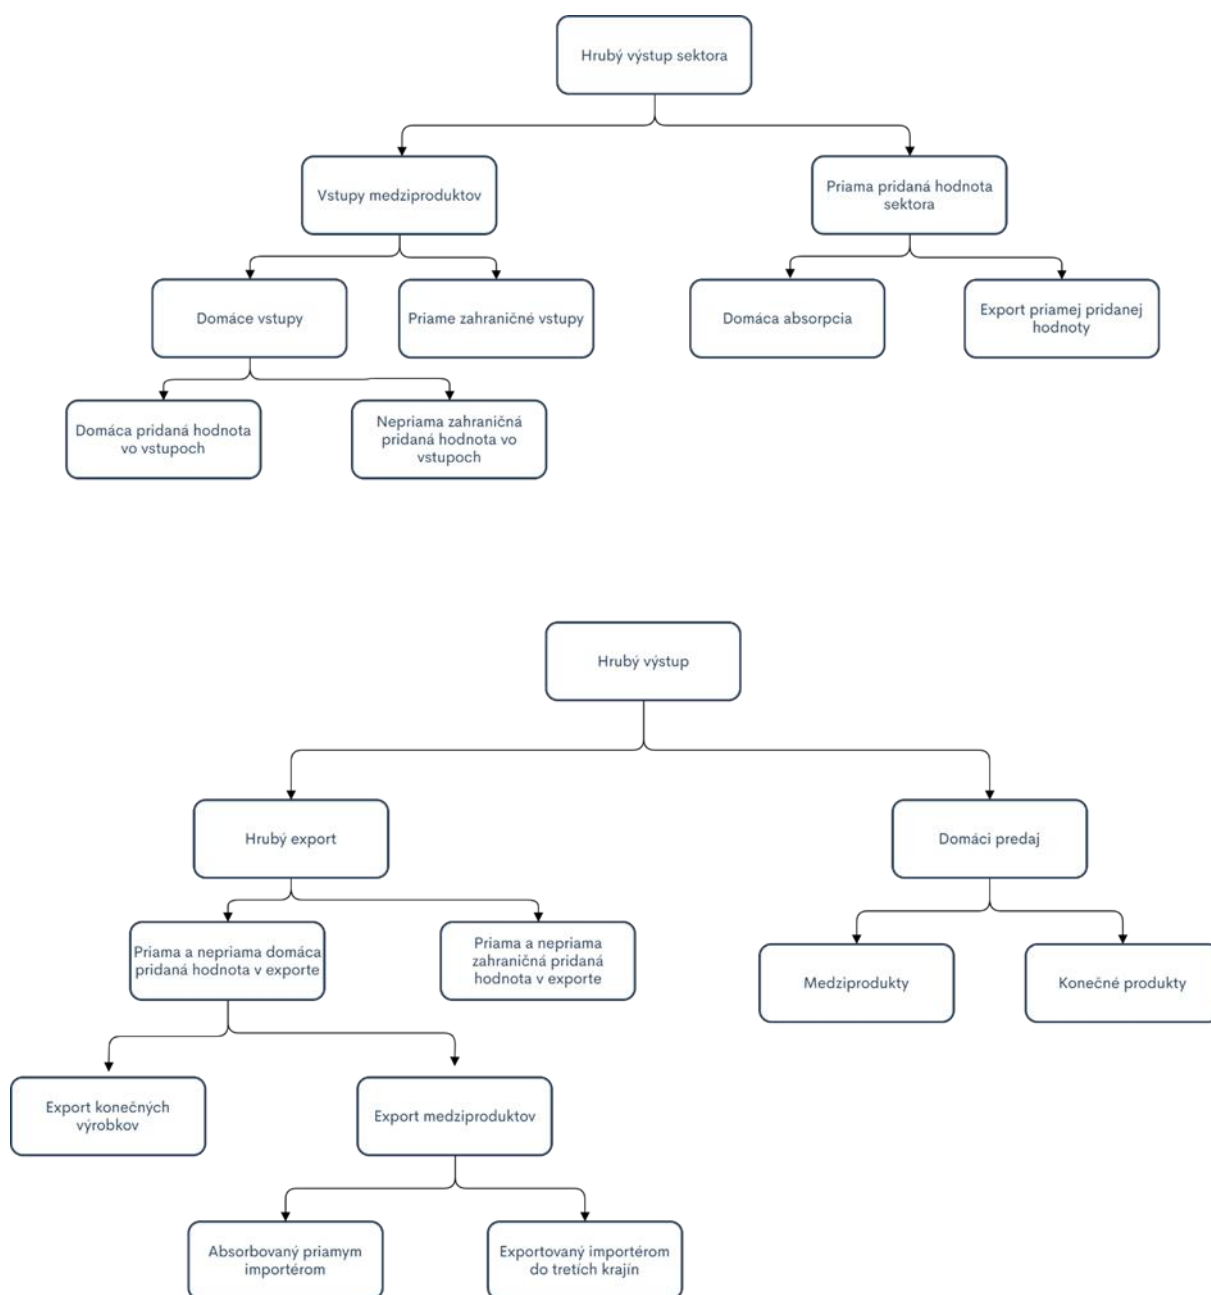 Hrubý výstup sektora
Vstupy medziproduktov
Priama pridaná hodnota
sektora
Domáce vstupy
Priame zahraničné vstupy
Domáca absorpcia
Export priamej pridanej
hodnoty
Domáca pridaná hodnota
vo vstupoch
Nepriama zahraničná
pridaná hodnota vo
vstupoch
Hrubý výstup
Hrubý export
Domáci predaj
Priama a nepriama domáca
pridaná hodnota v exporte
Priama a nepriama
zahraničná pridaná
hodnota v exporte
Medziprodukty
Konečné produkty
Export konečných
výrobkov
Export medziproduktov
Absorbovaný priamym
importérom
Exportovaný importérom
do tretích krajín